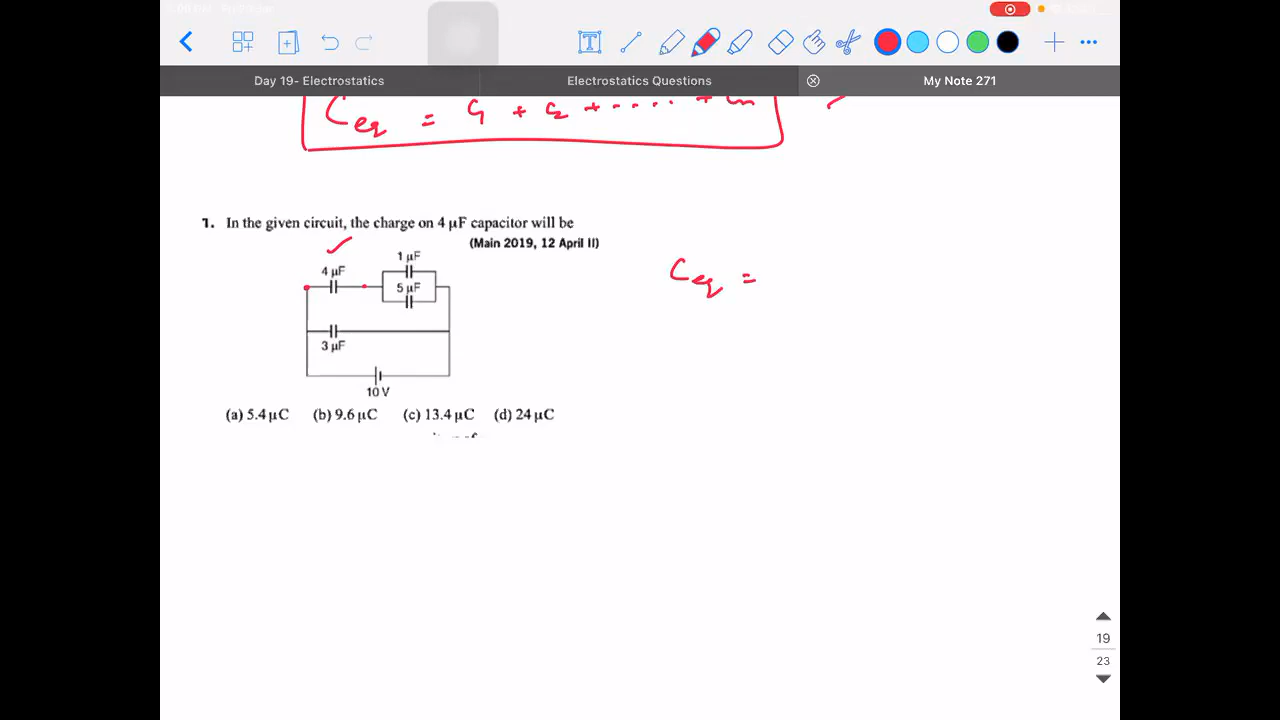 Day 19- Electrostatics
Electrostatics Questions
My Note 271
Ceq = C1 + C2 + ..... + Cn
1. In the given circuit, the charge on 4 μF capacitor will be
(Main 2019, 12 April II)
1 μF
4 μF
5 μF
3 μF
10 V
(a) 5.4 μC (b) 9.6 μC (c) 13.4 μC (d) 24 μC
Ceq =
19
23